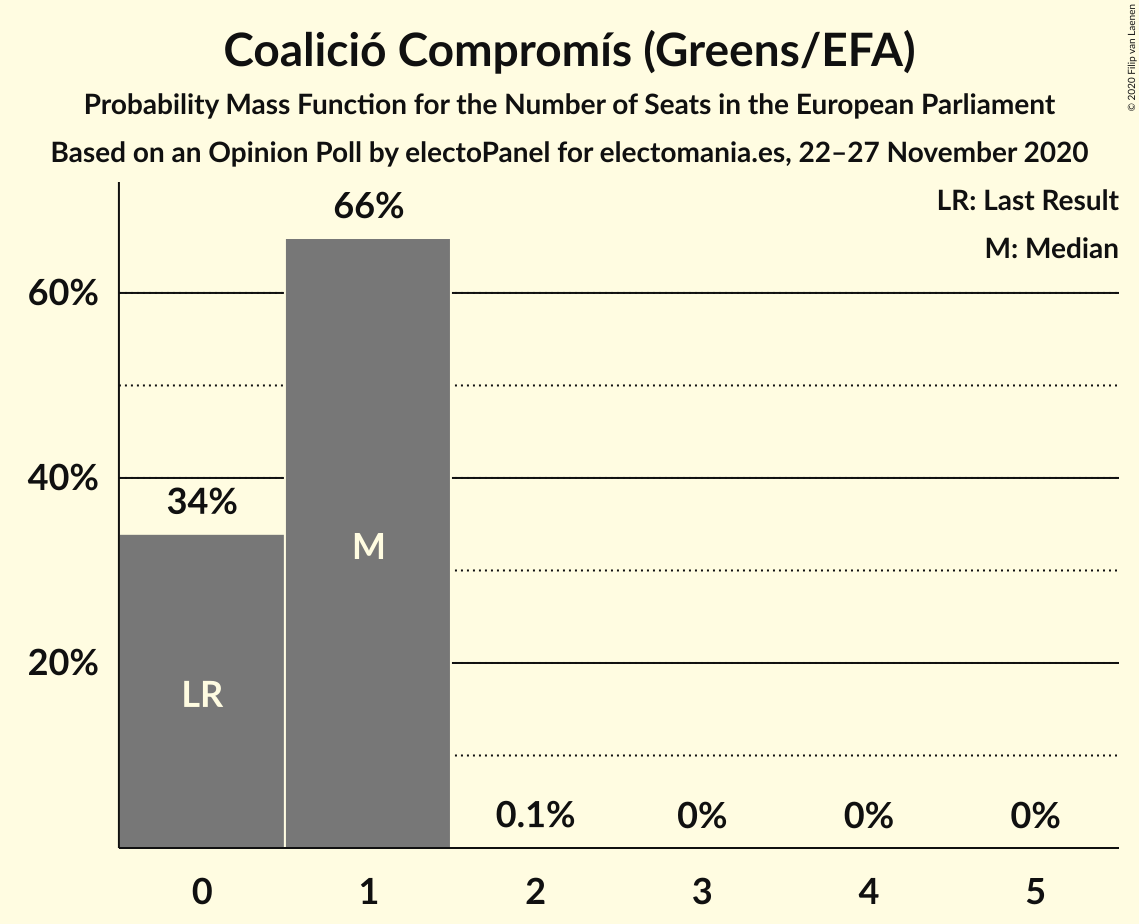 Coalició Compromís (Greens/EFA)
Probability Mass Function for the Number of Seats in the European Parliament
Based on an Opinion Poll by electoPanel for electomania.es, 22–27 November 2020
© 2020 Filip van Laenen
LR: Last Result
M: Median
66%
60%
40%
34%
M
20%
LR
0.1%
0%
0%
0%
0
1
2
3
4
5